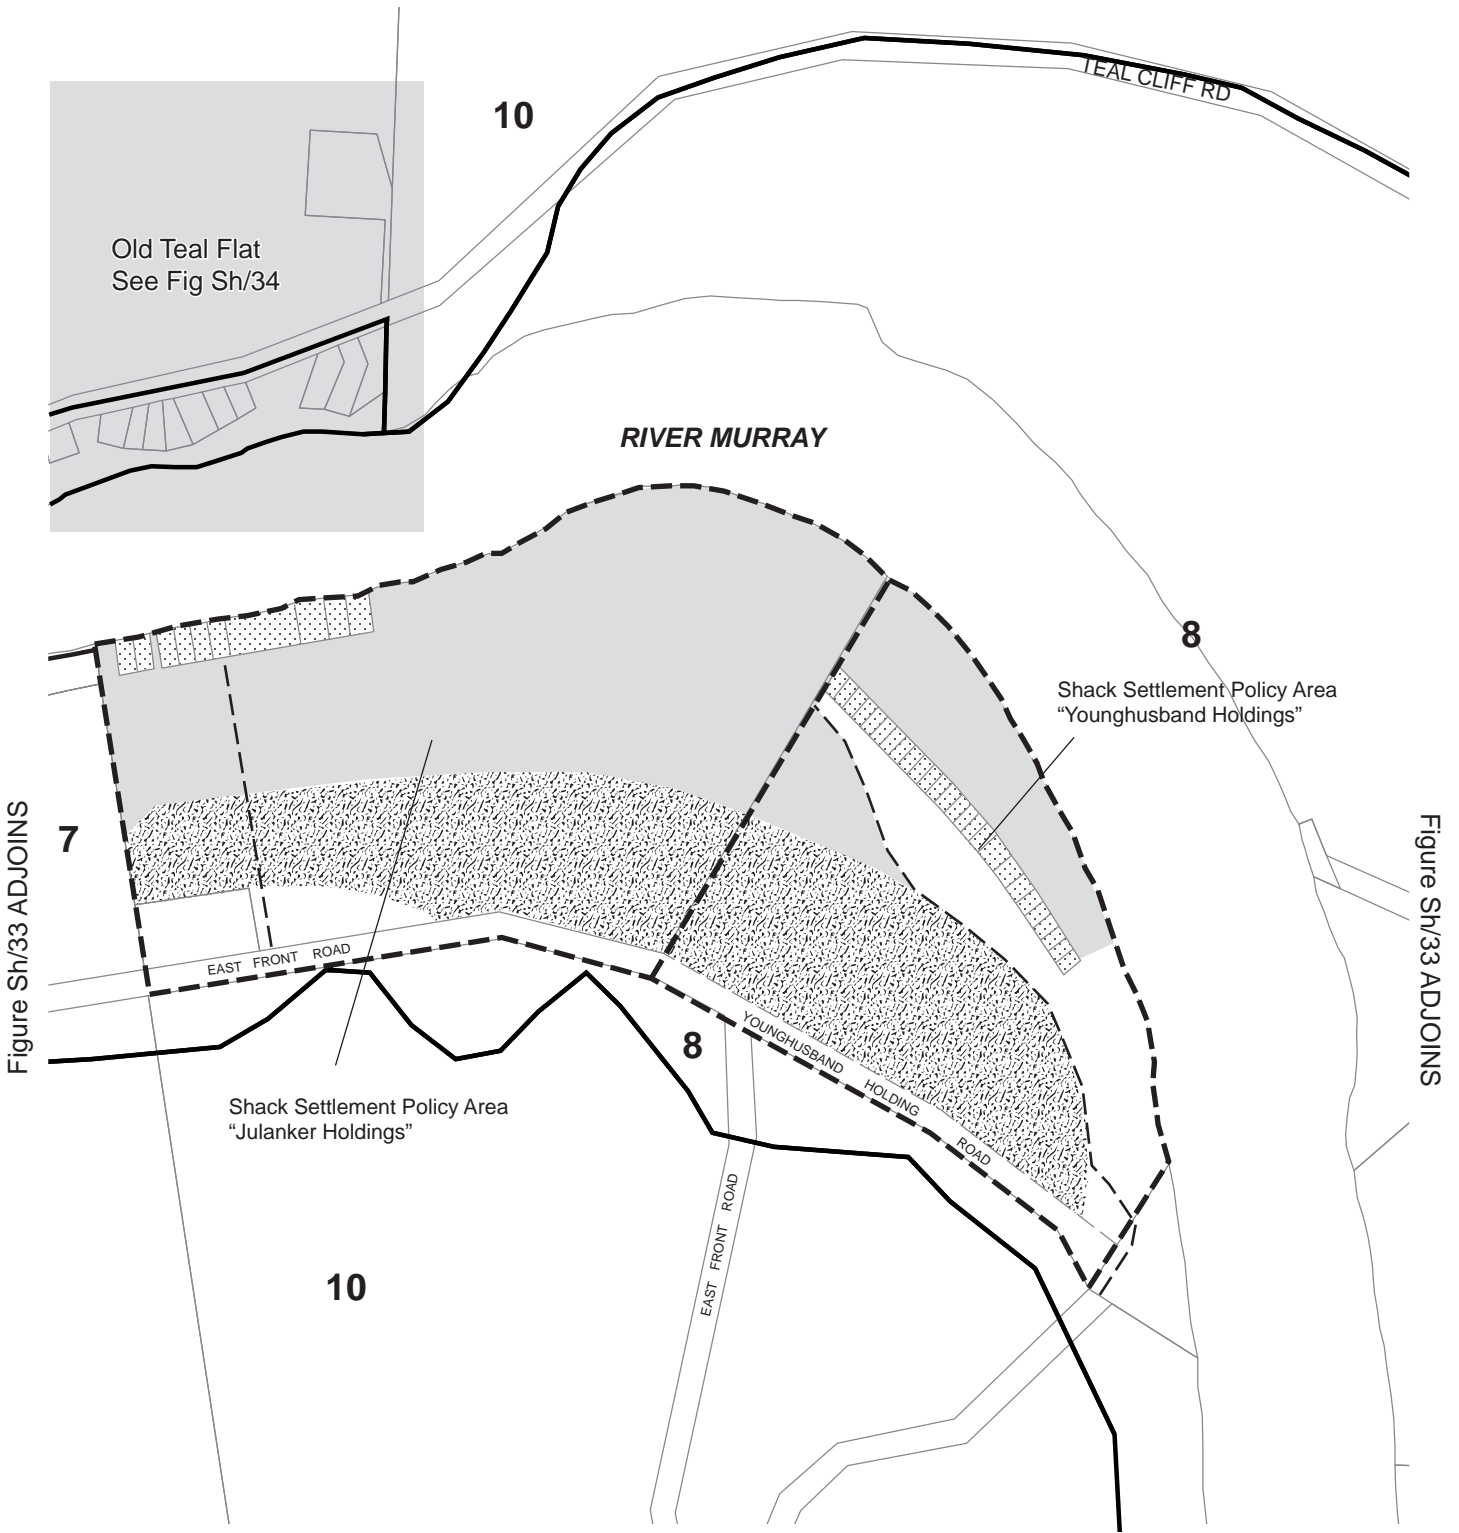 TEAL CLIFF RD
10
Old Teal Flat
See Fig Sh/34
RIVER MURRAY
8
Shack Settlement Policy Area
“Younghusband Holdings”
7
Figure Sh/33 ADJOINS
Figure Sh/33 ADJOINS
EAST FRONT ROAD
8
YOUNGHUSBAND HOLDING ROAD
Shack Settlement Policy Area
“Julanker Holdings”
EAST FRONT ROAD
10